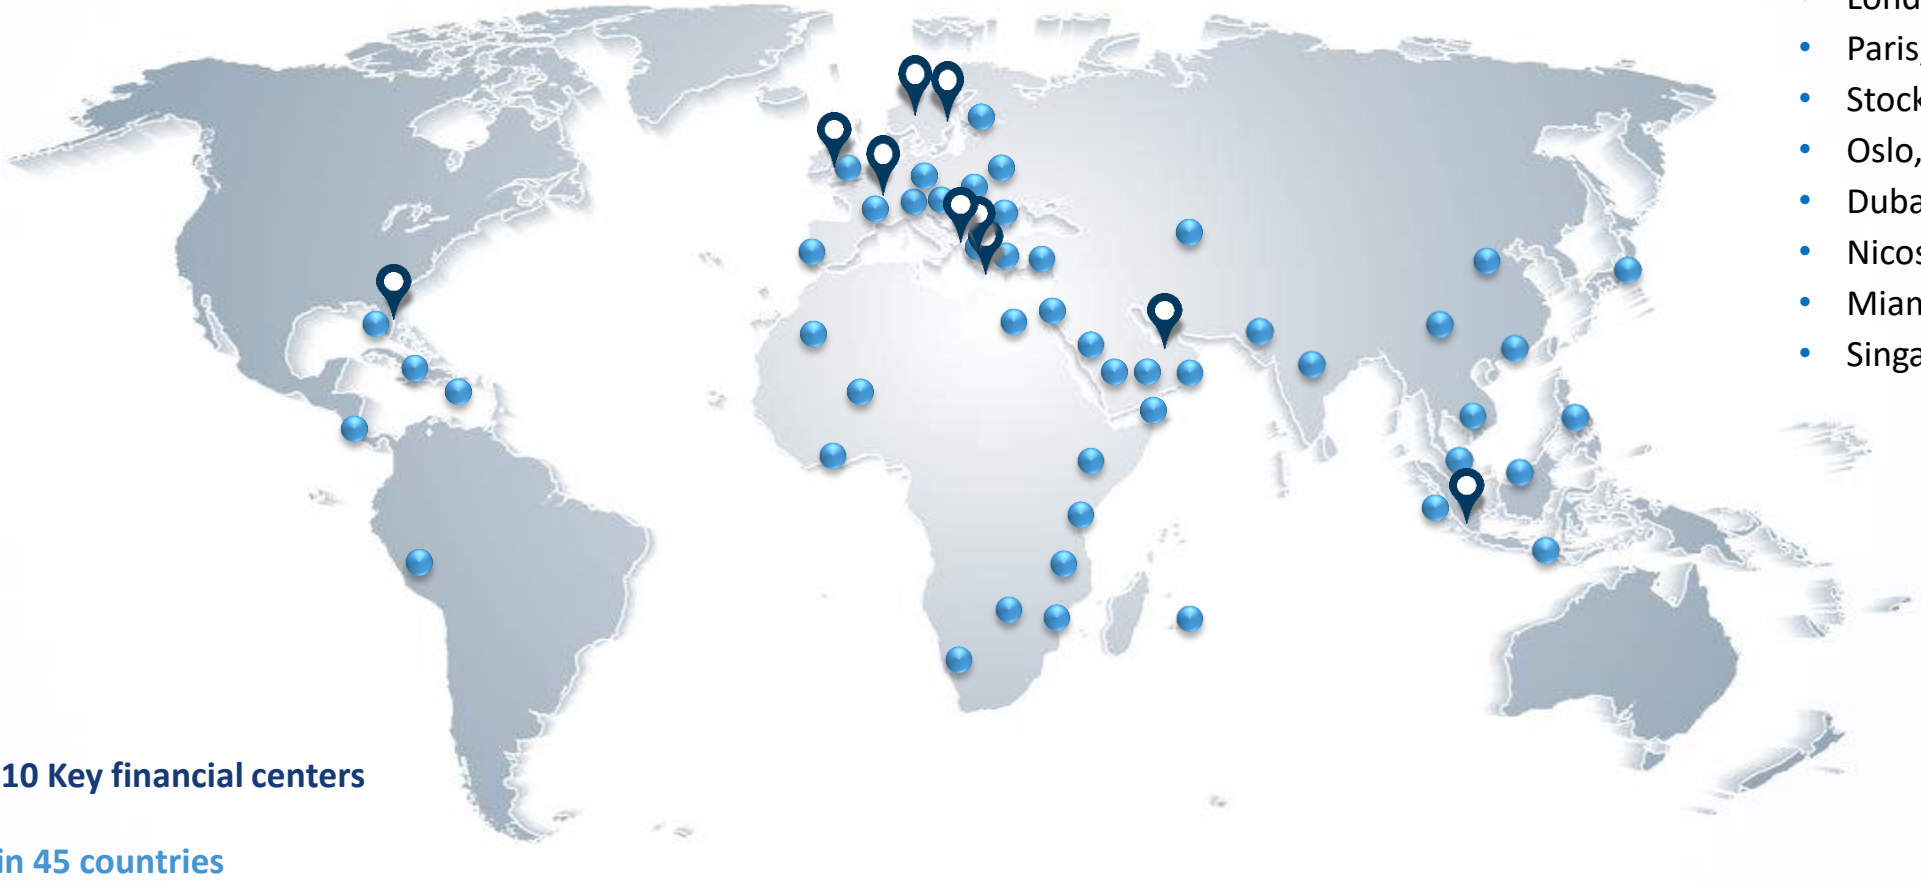 Paris,
Stock
Oslo,
Duba
Nicos
Mian
Singa
10 Key financial centers
in 45 countries